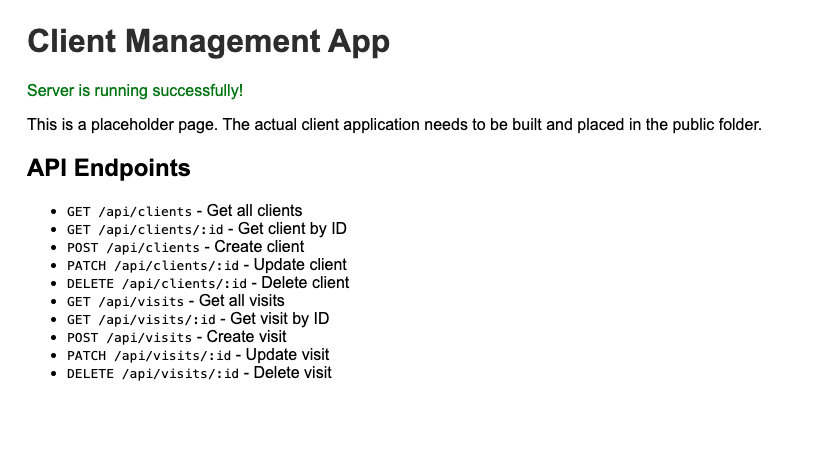 Client Management App
Server is running successfully!
This is a placeholder page. The actual client application needs to be built and placed in the public folder.
API Endpoints
• GET /api/clients - Get all clients
• GET /api/clients/:id - Get client by ID
• POST /api/clients - Create client
• PATCH /api/clients/:id - Update client
• DELETE /api/clients/:id - Delete client
• GET /api/visits - Get all visits
• GET /api/visits/:id - Get visit by ID
• POST /api/visits - Create visit
• PATCH /api/visits/:id - Update visit
• DELETE /api/visits/:id - Delete visit